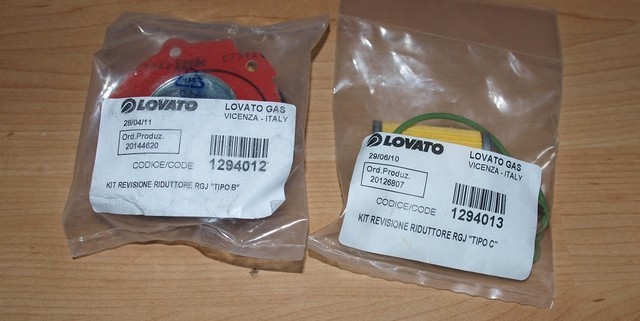 LOVATO
LOVATO GAS
VICENZA - ITALY
28/04/11
Ord.Produz.
20144620
CODICE/CODE
1294012
KIT REVISIONE RIDUTTORE RGJ "TIPO B"
LOVATO
LOVATO GAS
VICENZA - ITALY
29/06/10
Ord.Produz.
20126807
CODICE/CODE
1294013
KIT REVISIONE RIDUTTORE RGJ "TIPO C"